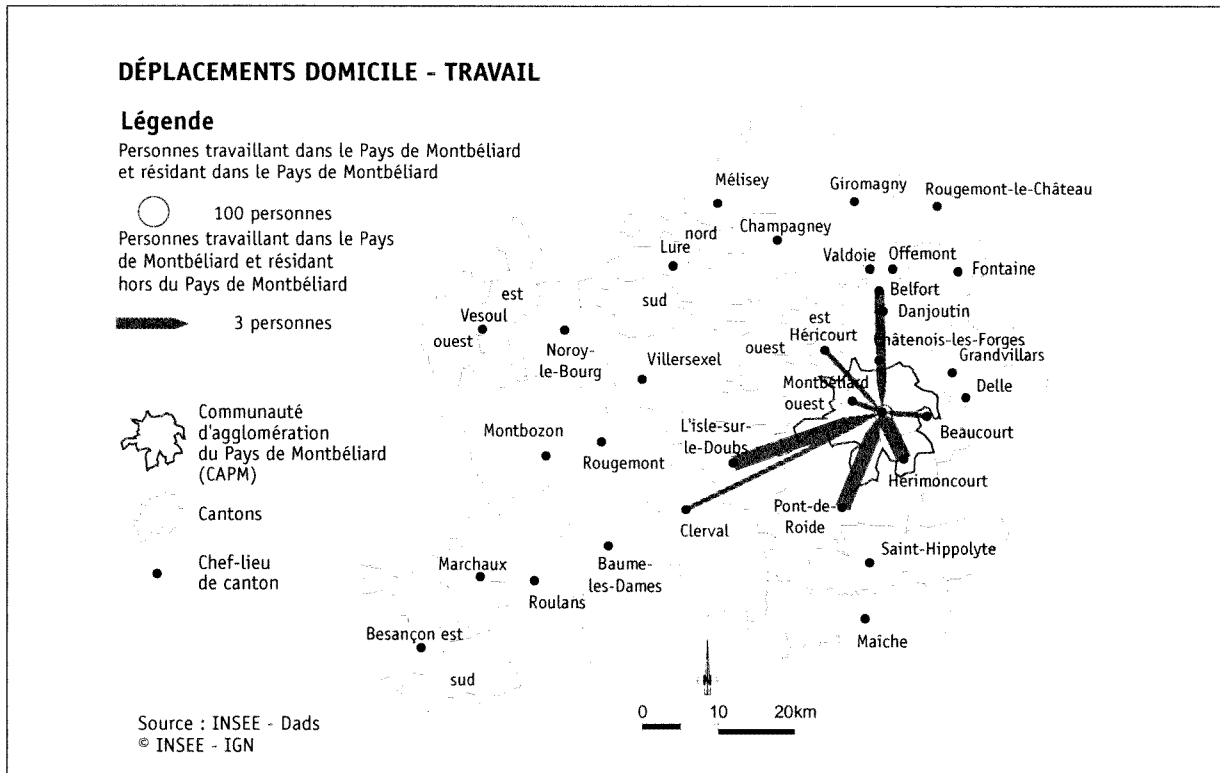 DÉPLACEMENTS DOMICILE - TRAVAIL
Légende
Personnes travaillant dans le Pays de Montbéliard
et résidant dans le Pays de Montbéliard
100 personnes
Personnes travaillant dans le Pays
de Montbéliard et résidant
hors du Pays de Montbéliard
3 personnes
Communauté
d'agglomération
du Pays de Montbéliard
(CAPM)
Cantons
Chef-lieu
de canton
Mélisey
Giromagny
Rougemont-le-Château
nord
Champagney
Lure
Valdoie
Offemont
Fontaine
est
sud
Belfort
Vesoul
Danjoutin
ouest
est
Héricourt
Noroy-
le-Bourg
Villersexel
ouest
Châtenois-les-Forges
Grandvillars
Montbéliard
ouest
Delle
Montbozon
L'isle-sur-
le-Doubs
Beaucourt
Rougemont
Hérimoncourt
Clerval
Pont-de-
Roide
Saint-Hippolyte
Marchaux
Baume-
les-Dames
Roulans
Besançon est
Maîche
sud
N
0 10 20km
Source : INSEE - Dads
© INSEE - IGN